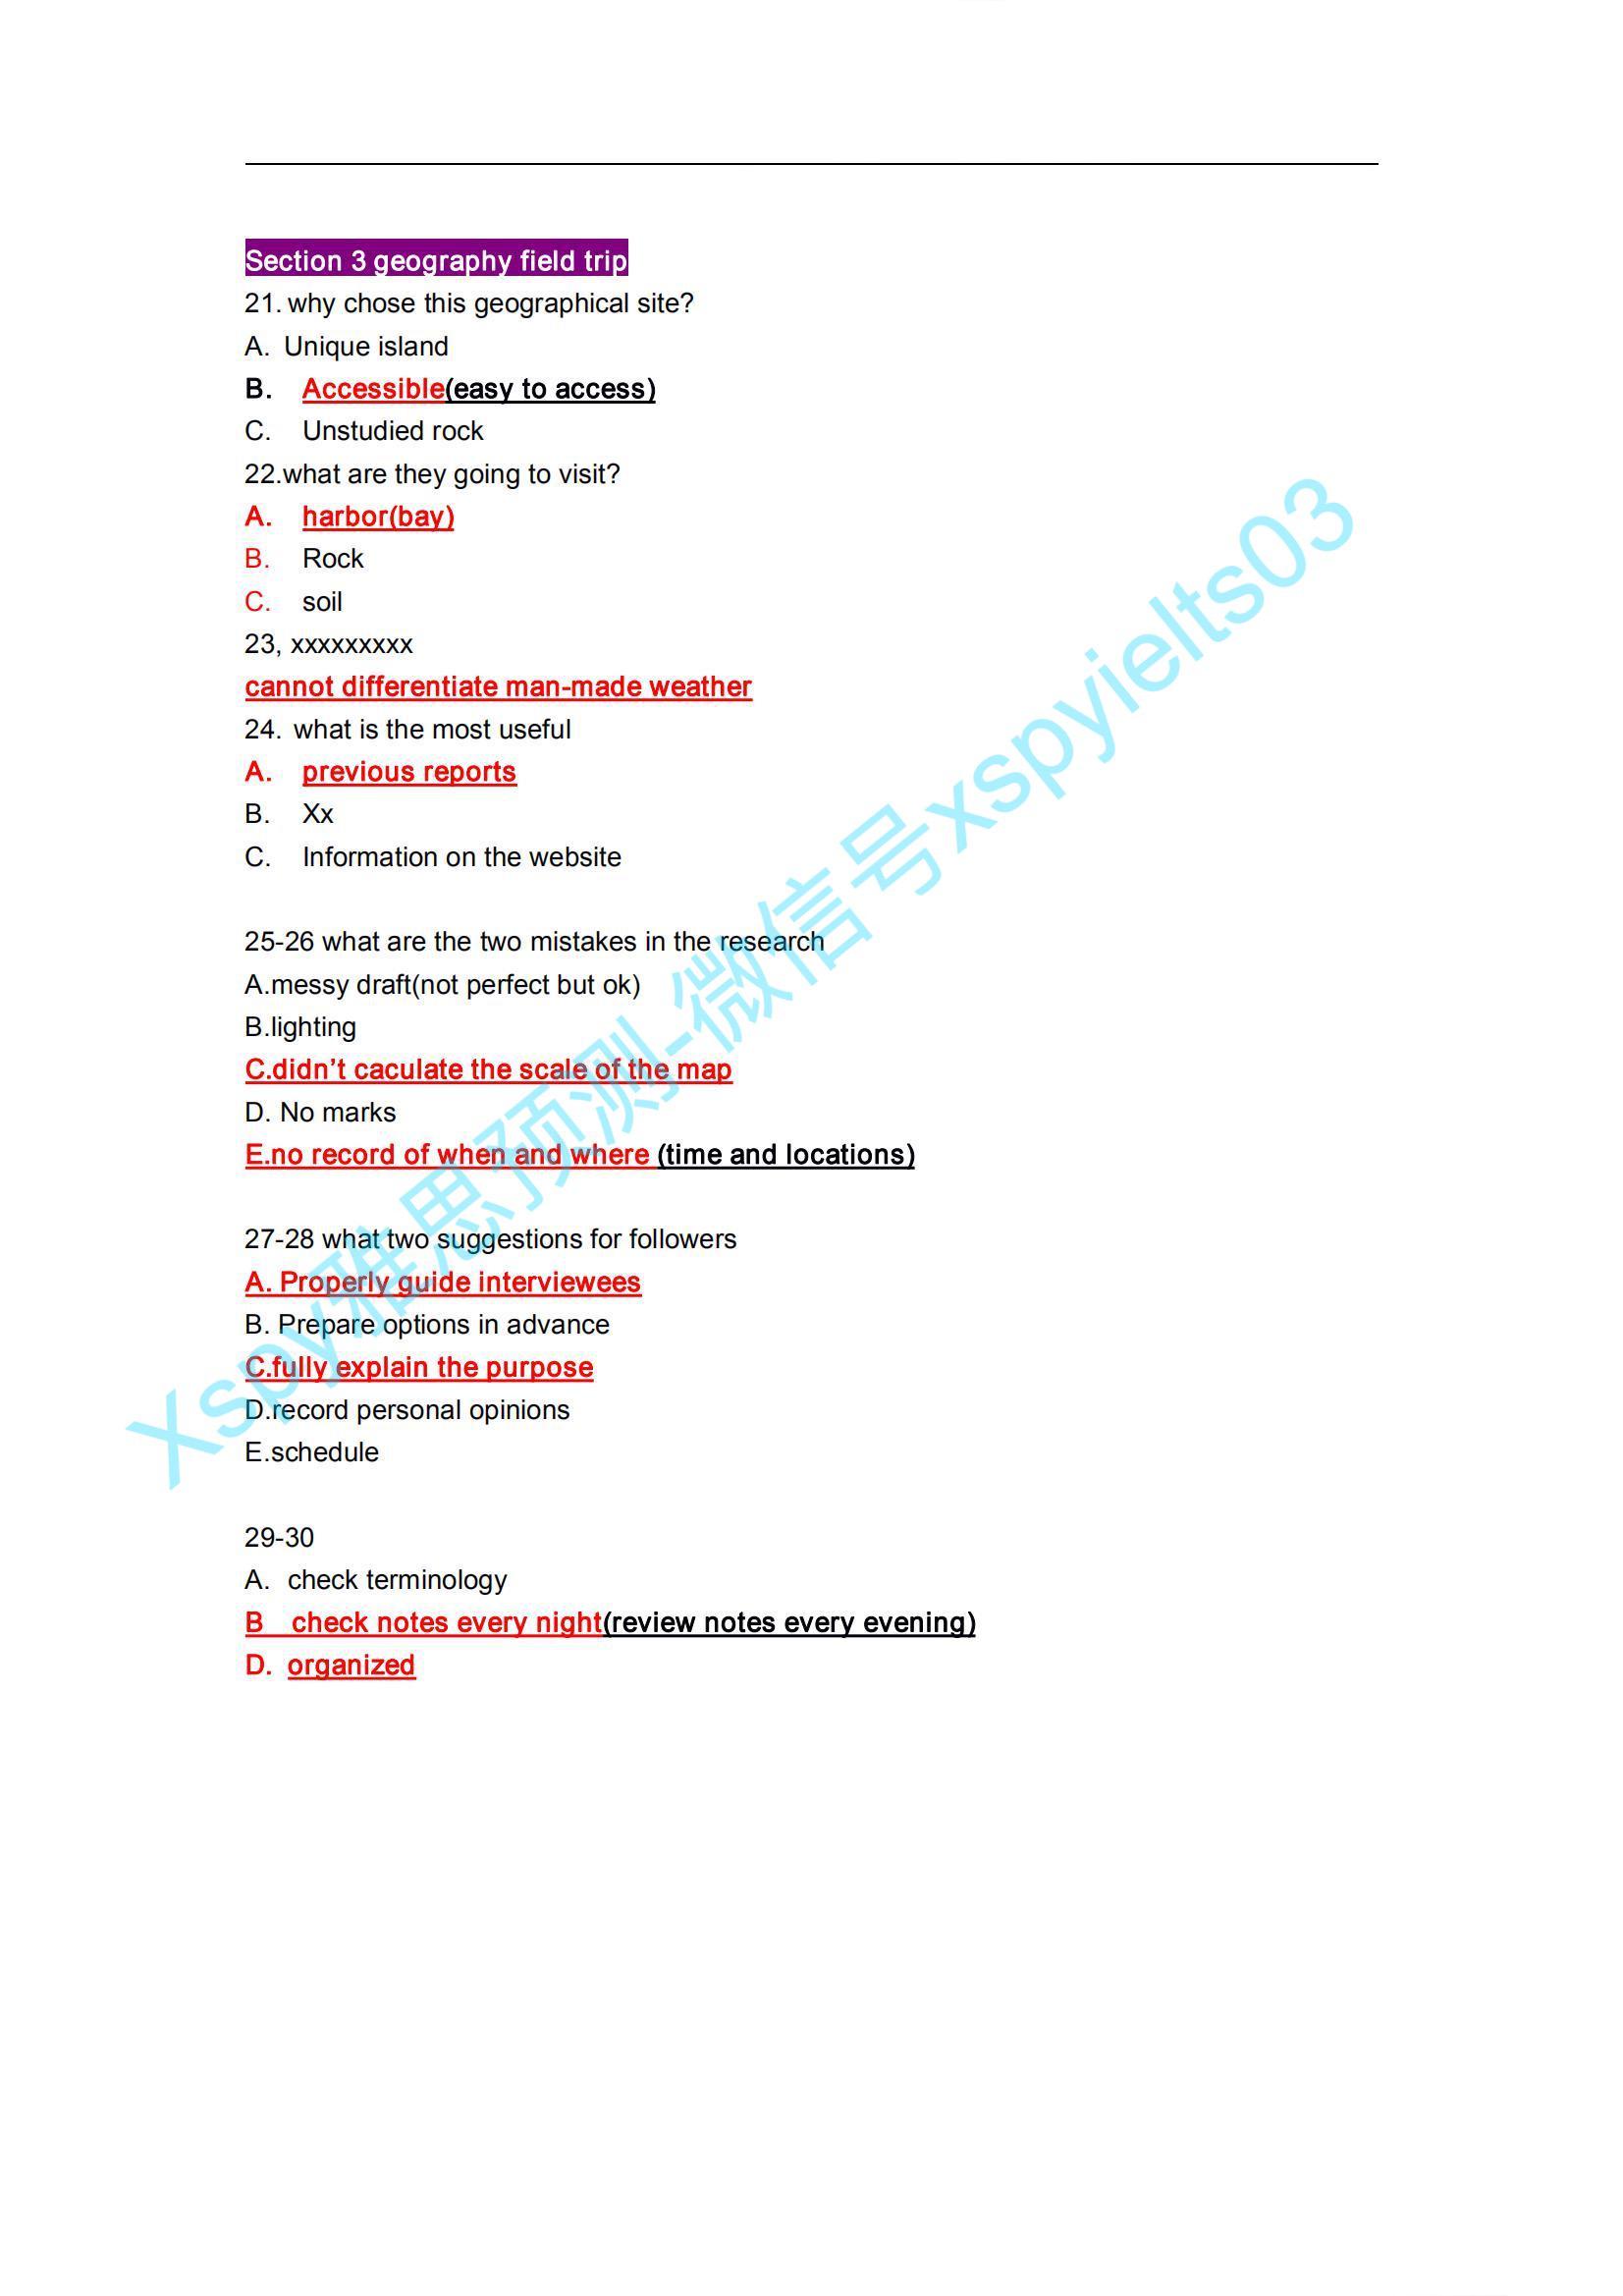 Section 3 geography field trip
21. why chose this geographical site?
A. Unique island
B. Accessible(easy to access)
C. Unstudied rock
22.what are they going to visit?
A. harbor(bay)
B. Rock
C. soil
23, xxxxxxxxx
cannot differentiate man-made weather
24. what is the most useful
A. previous reports
B. Xx
C. Information on the website
25-26 what are the two mistakes in the research
A.messy draft(not perfect but ok)
B.lighting
C.didn’t caculate the scale of the map
D. No marks
E.no record of when and where (time and locations)
27-28 what two suggestions for followers
A. Properly guide interviewees
B. Prepare options in advance
C.fully explain the purpose
D.record personal opinions
E.schedule
29-30
A. check terminology
B check notes every night(review notes every evening)
D. organized
Xspy雅思预测-微信号xspyielts03